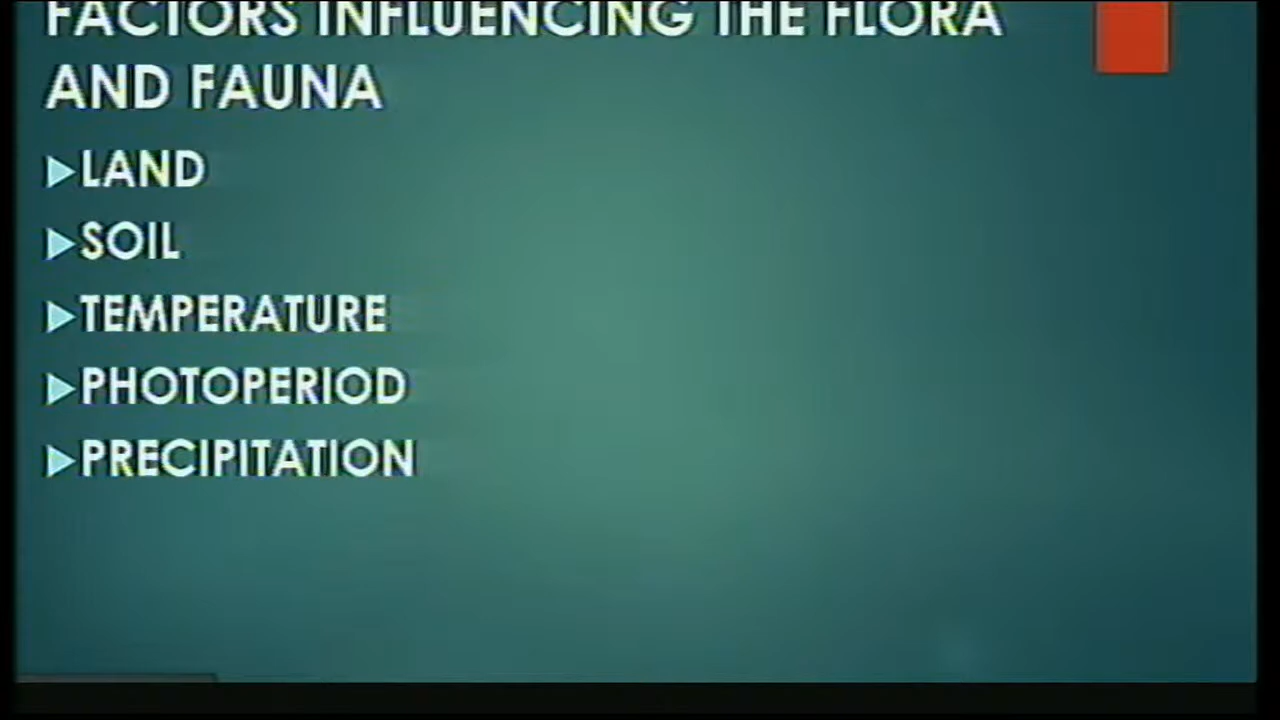 FACTORS INFLUENCING THE FLORA
AND FAUNA
LAND
SOIL
TEMPERATURE
PHOTOPERIOD
PRECIPITATION